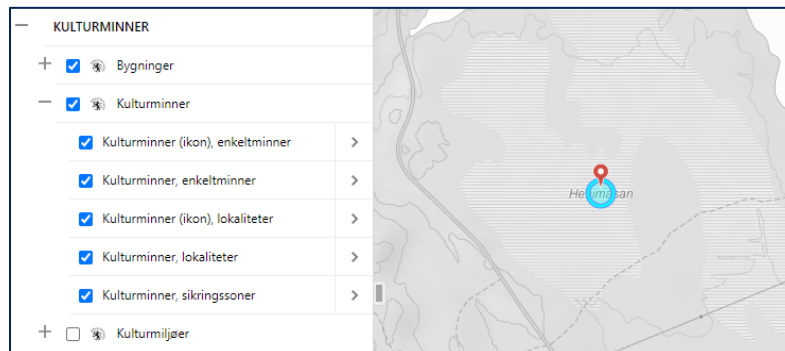 KULTURMINNER
Bygninger
Kulturminner
Kulturminner (ikon), enkeltminner
Kulturminner, enkeltminner
Kulturminner (ikon), lokaliteter
Kulturminner, lokaliteter
Kulturminner, sikringssoner
Kulturmiljøer